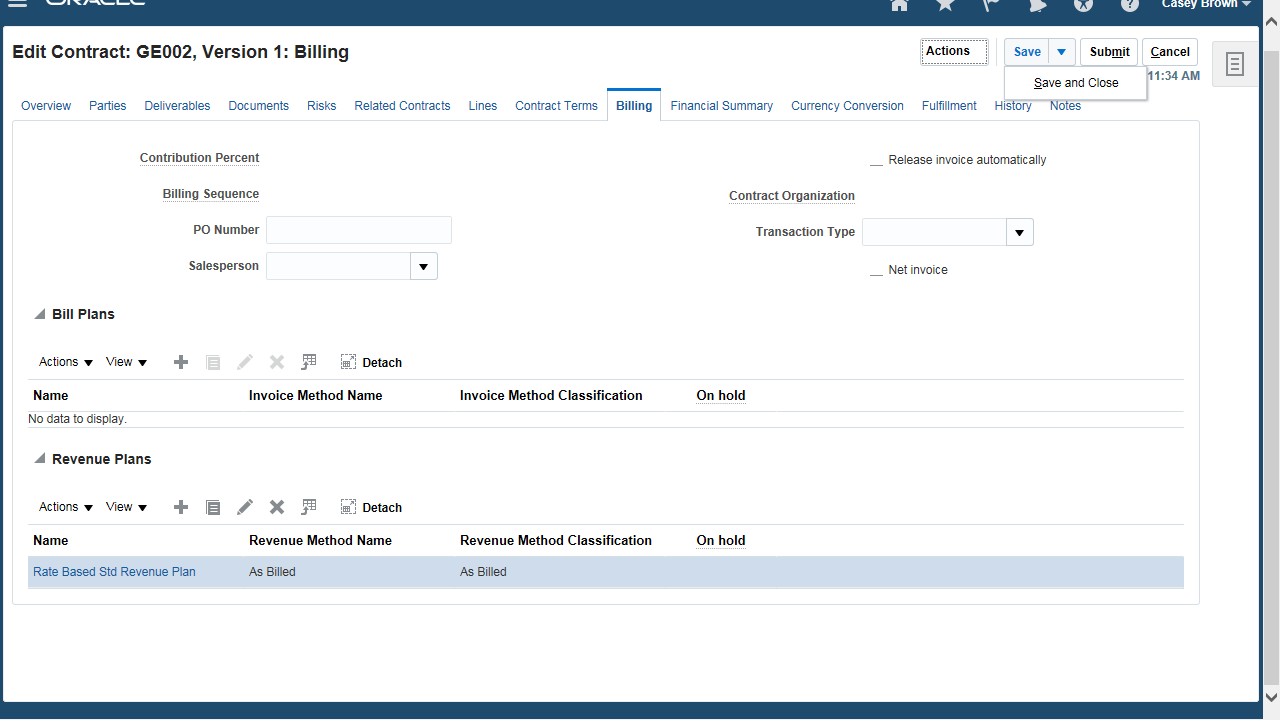 ORACLE
Casey Brown
Edit Contract: GE002, Version 1: Billing
Actions
Save
Submit
Cancel
11:34 AM
Save and Close
Overview
Parties
Deliverables
Documents
Risks
Related Contracts
Lines
Contract Terms
Billing
Financial Summary
Currency Conversion
Fulfillment
History
Notes
Contribution Percent
Release invoice automatically
Billing Sequence
Contract Organization
PO Number
Transaction Type
Salesperson
Net invoice
Bill Plans
Actions View Detach
Name Invoice Method Name Invoice Method Classification On hold
No data to display.
Revenue Plans
Actions View Detach
Name Revenue Method Name Revenue Method Classification On hold
Rate Based Std Revenue Plan As Billed As Billed